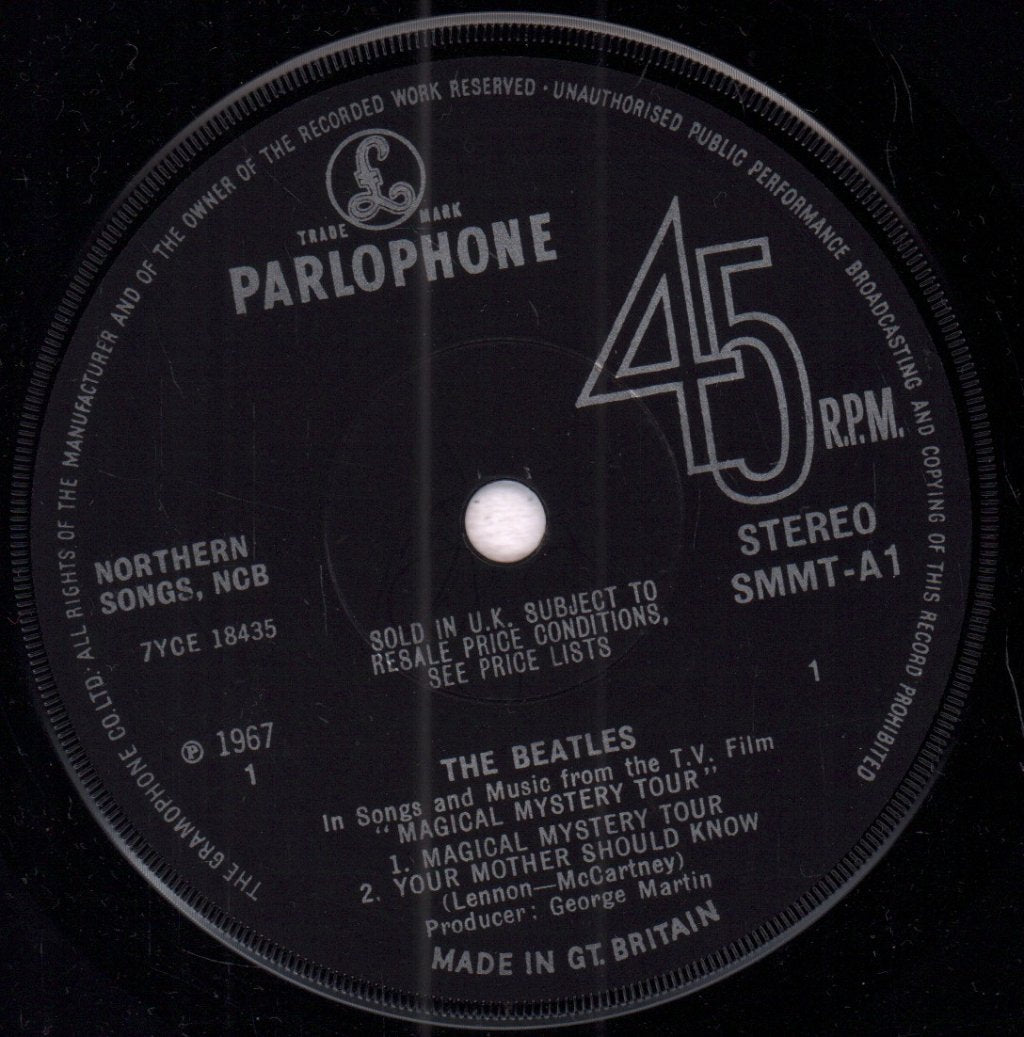 THE GRAMOPHONE CO.LTD. ALL RIGHTS OF THE MANUFACTURER AND OF THE OWNER OF THE RECORDED WORK RESERVED · UNAUTHORISED PUBLIC PERFORMANCE BROADCASTING AND COPYING OF THIS RECORD PROHIBITED
£
TRADE MARK
PARLOPHONE
45 R.P.M.
STEREO
SMMT-A1
1
NORTHERN
SONGS, NCB
7YCE 18435
℗ 1967
1
SOLD IN U.K. SUBJECT TO
RESALE PRICE CONDITIONS,
SEE PRICE LISTS
THE BEATLES
In Songs and Music from the T.V. Film
"MAGICAL MYSTERY TOUR"
1. MAGICAL MYSTERY TOUR
2. YOUR MOTHER SHOULD KNOW
(Lennon—McCartney)
Producer: George Martin
MADE IN GT. BRITAIN